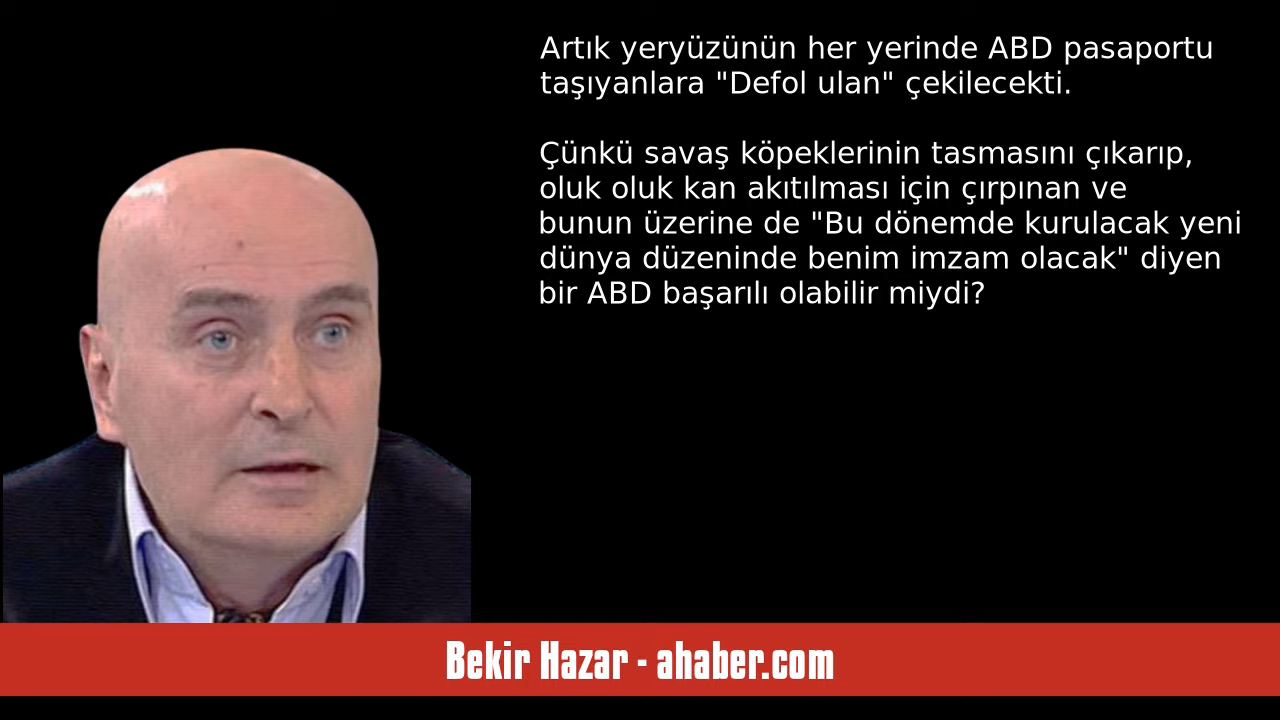 Artık yeryüzünün her yerinde ABD pasaportu
taşıyanlara "Defol ulan" çekilecekti.
Çünkü savaş köpeklerinin tasmasını çıkarıp,
oluk oluk kan akıtılması için çırpınan ve
bunun üzerine de "Bu dönemde kurulacak yeni
dünya düzeninde benim imzam olacak" diyen
bir ABD başarılı olabilir miydi?
Bekir Hazar - ahaber.com